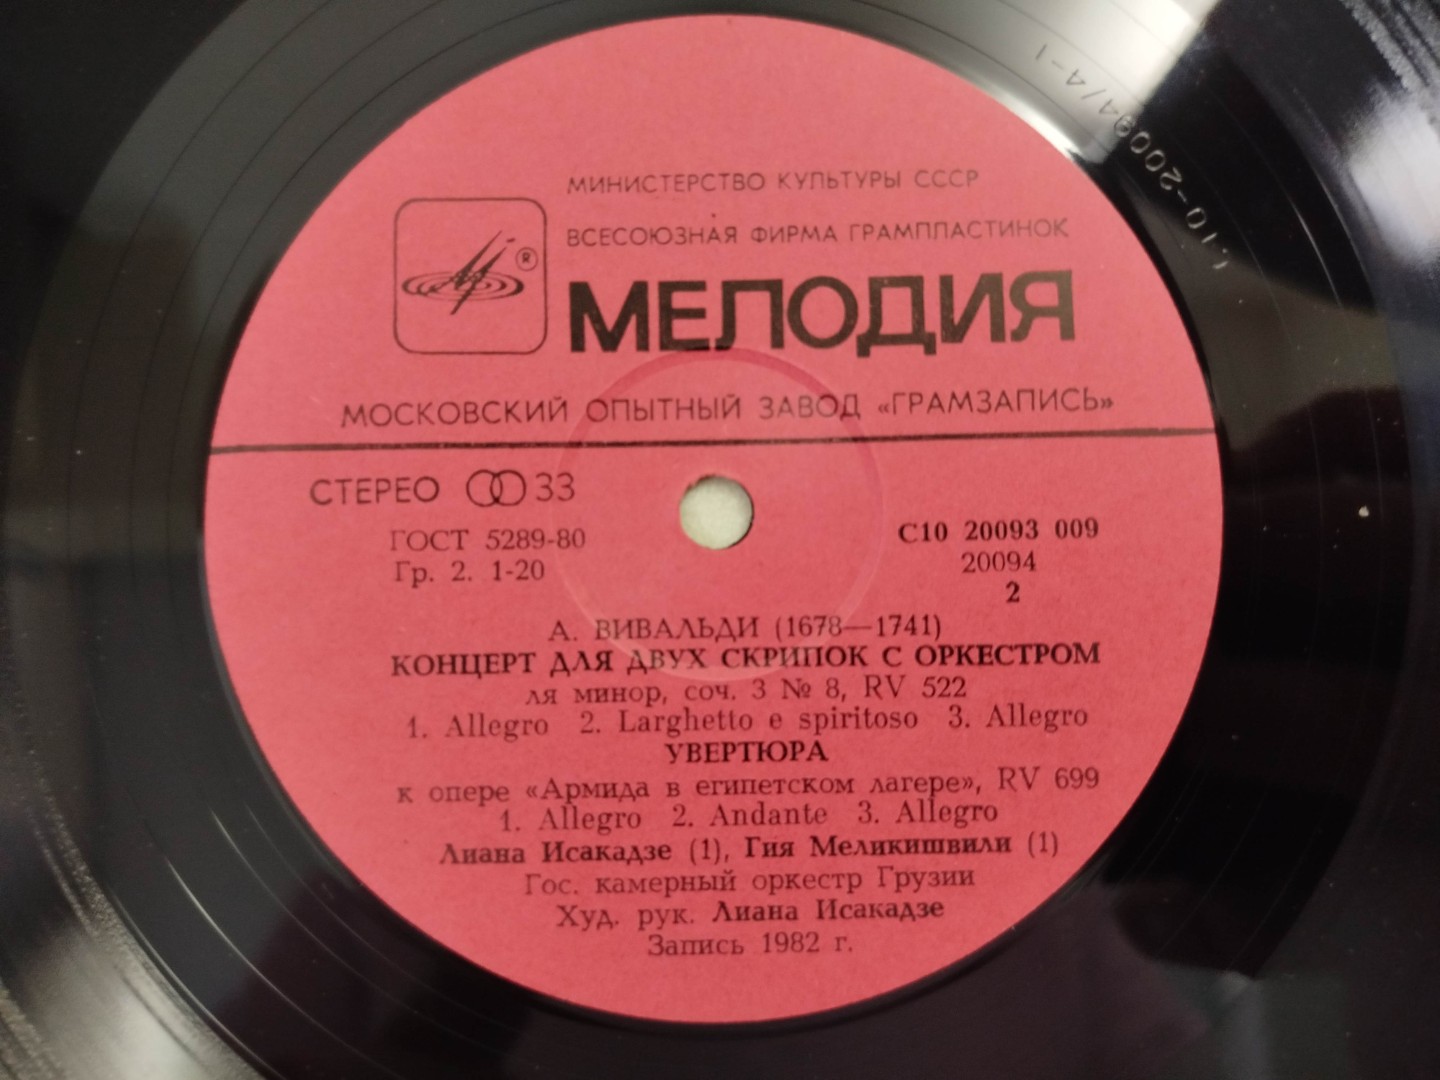 МИНИСТЕРСТВО КУЛЬТУРЫ СССР
ВСЕСОЮЗНАЯ ФИРМА ГРАМПЛАСТИНОК
®
МЕЛОДИЯ
МОСКОВСКИЙ ОПЫТНЫЙ ЗАВОД «ГРАМЗАПИСЬ»
СТЕРЕО 33
ГОСТ 5289-80
Гр. 2. 1-20
С10 20093 009
20094
2
А. ВИВАЛЬДИ (1678—1741)
КОНЦЕРТ ДЛЯ ДВУХ СКРИПОК С ОРКЕСТРОМ
ля минор, соч. 3 № 8, RV 522
1. Allegro 2. Larghetto e spiritoso 3. Allegro
УВЕРТЮРА
к опере «Армида в египетском лагере», RV 699
1. Allegro 2. Andante 3. Allegro
Лиана Исакадзе (1), Гия Меликишвили (1)
Гос. камерный оркестр Грузии
Худ. рук. Лиана Исакадзе
Запись 1982 г.
10-20094/4-1